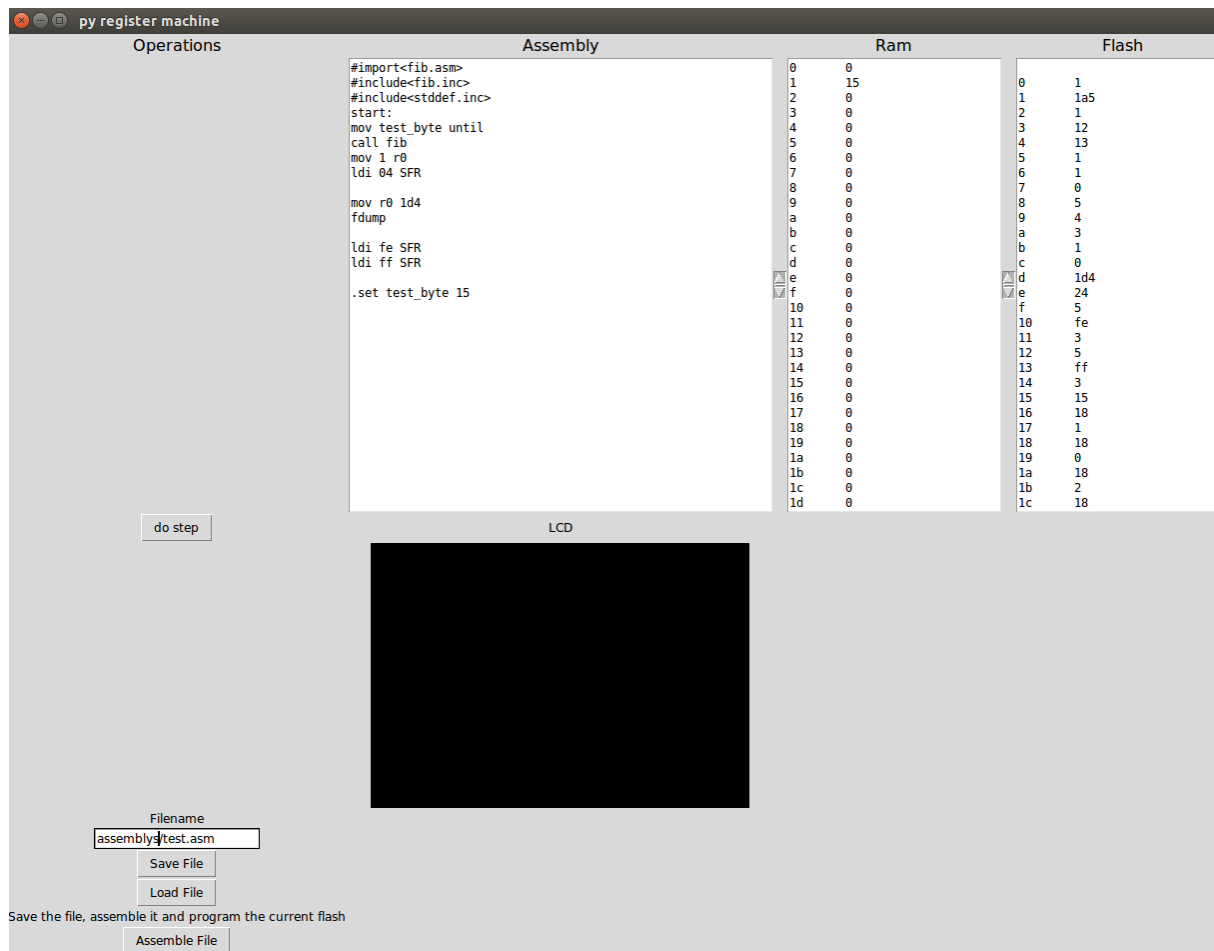 py register machine
Operations
Assembly
Ram
Flash
#import<fib.asm>
#include<fib.inc>
#include<stddef.inc>
start:
mov test_byte until
call fib
mov 1 r0
ldi 04 SFR
mov r0 1d4
fdump
ldi fe SFR
ldi ff SFR
.set test_byte 15
0 0
1 15
2 0
3 0
4 0
5 0
6 0
7 0
8 0
9 0
a 0
b 0
c 0
d 0
e 0
f 0
10 0
11 0
12 0
13 0
14 0
15 0
16 0
17 0
18 0
19 0
1a 0
1b 0
1c 0
1d 0
0 1
1 1a5
2 1
3 12
4 13
5 1
6 1
7 0
8 5
9 4
a 3
b 1
c 0
d 1d4
e 24
f 5
10 fe
11 3
12 5
13 ff
14 3
15 15
16 18
17 1
18 18
19 0
1a 18
1b 2
1c 18
do step
LCD
Filename
assemblys/test.asm
Save File
Load File
Save the file, assemble it and program the current flash
Assemble File